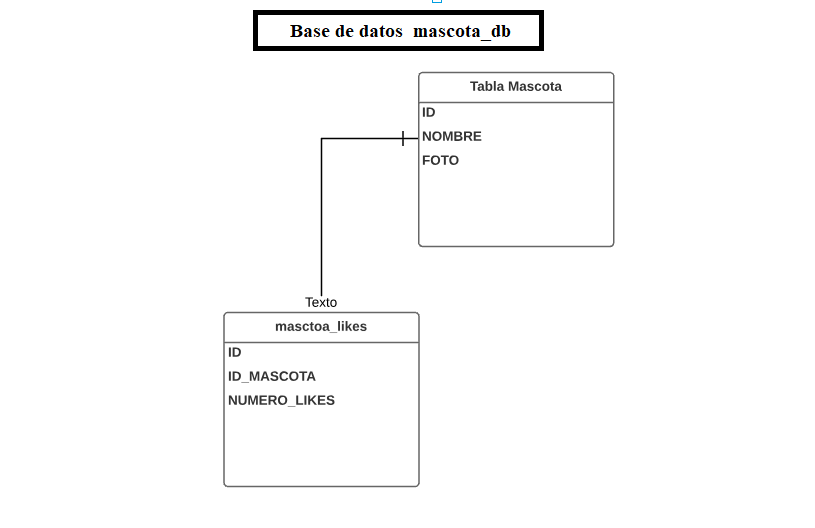 Base de datos  mascota_db
Tabla Mascota
ID
NOMBRE
FOTO
Texto
masctoa_likes
ID
ID_MASCOTA
NUMERO_LIKES